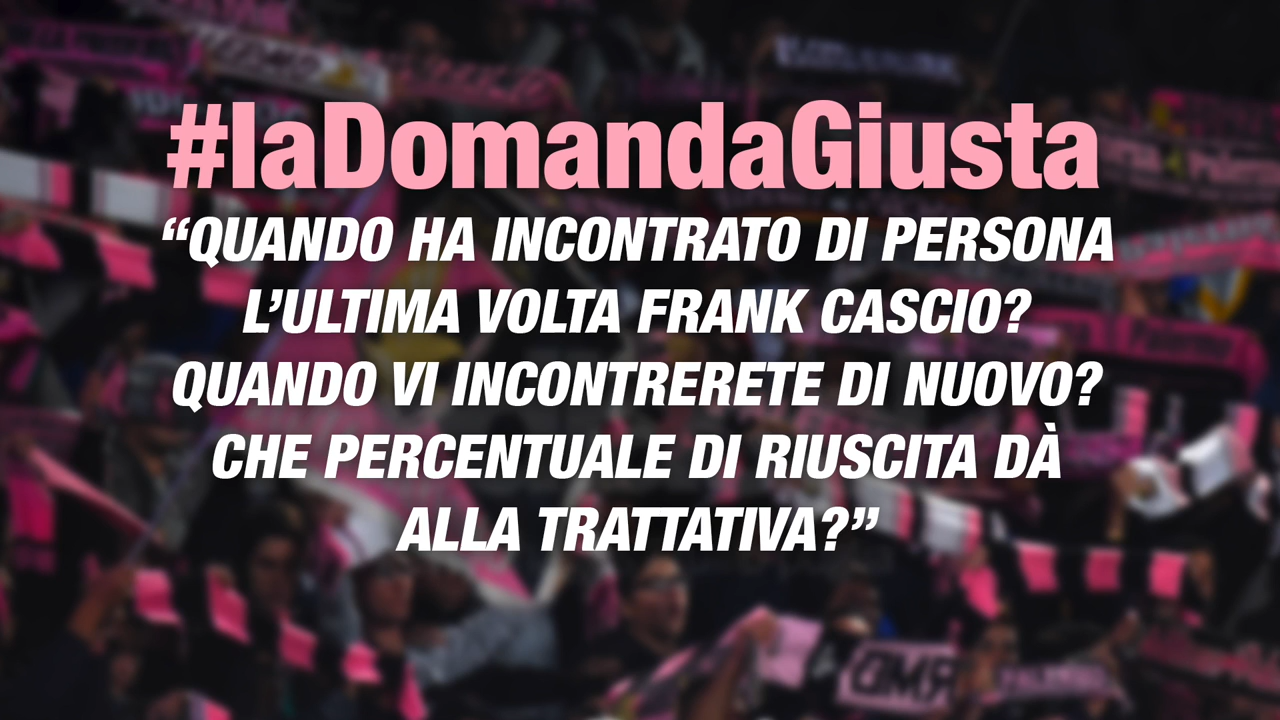 #laDomandaGiusta
“QUANDO HA INCONTRATO DI PERSONA
L’ULTIMA VOLTA FRANK CASCIO?
QUANDO VI INCONTRERETE DI NUOVO?
CHE PERCENTUALE DI RIUSCITA DÀ
ALLA TRATTATIVA?”